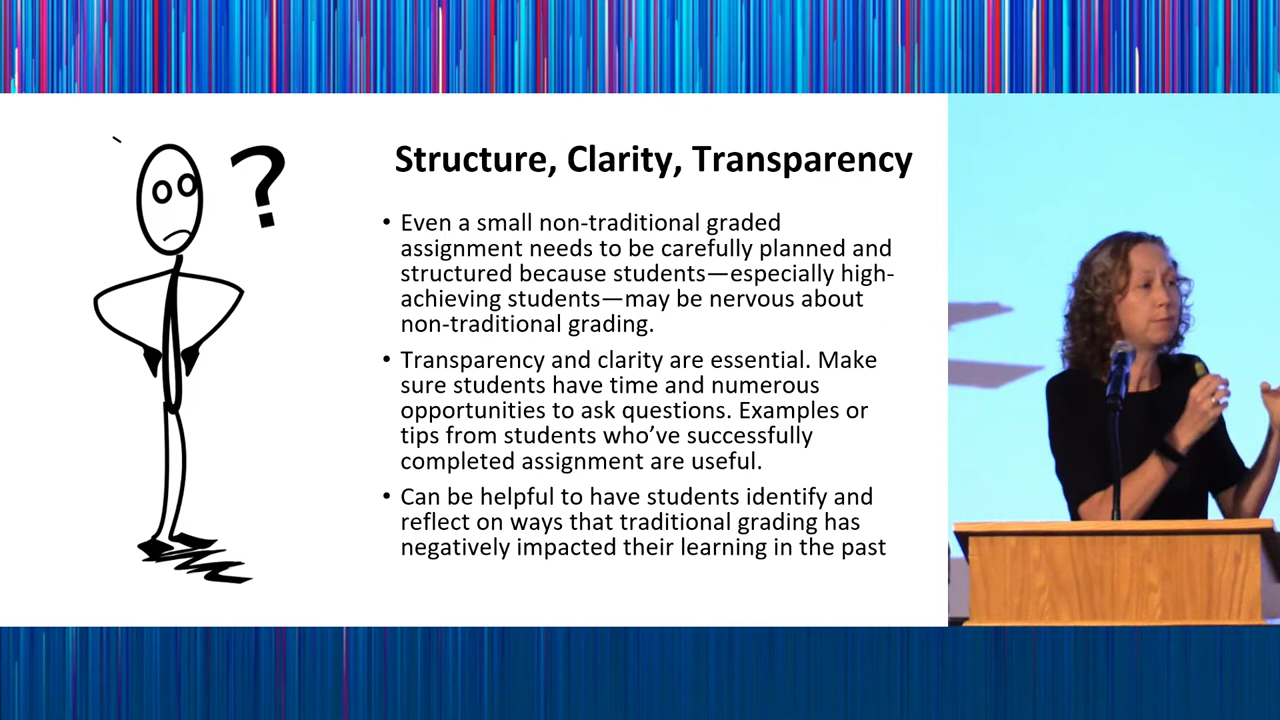 ?
Structure, Clarity, Transparency
• Even a small non-traditional graded
assignment needs to be carefully planned and
structured because students—especially high-
achieving students—may be nervous about
non-traditional grading.
• Transparency and clarity are essential. Make
sure students have time and numerous
opportunities to ask questions. Examples or
tips from students who’ve successfully
completed assignment are useful.
• Can be helpful to have students identify and
reflect on ways that traditional grading has
negatively impacted their learning in the past